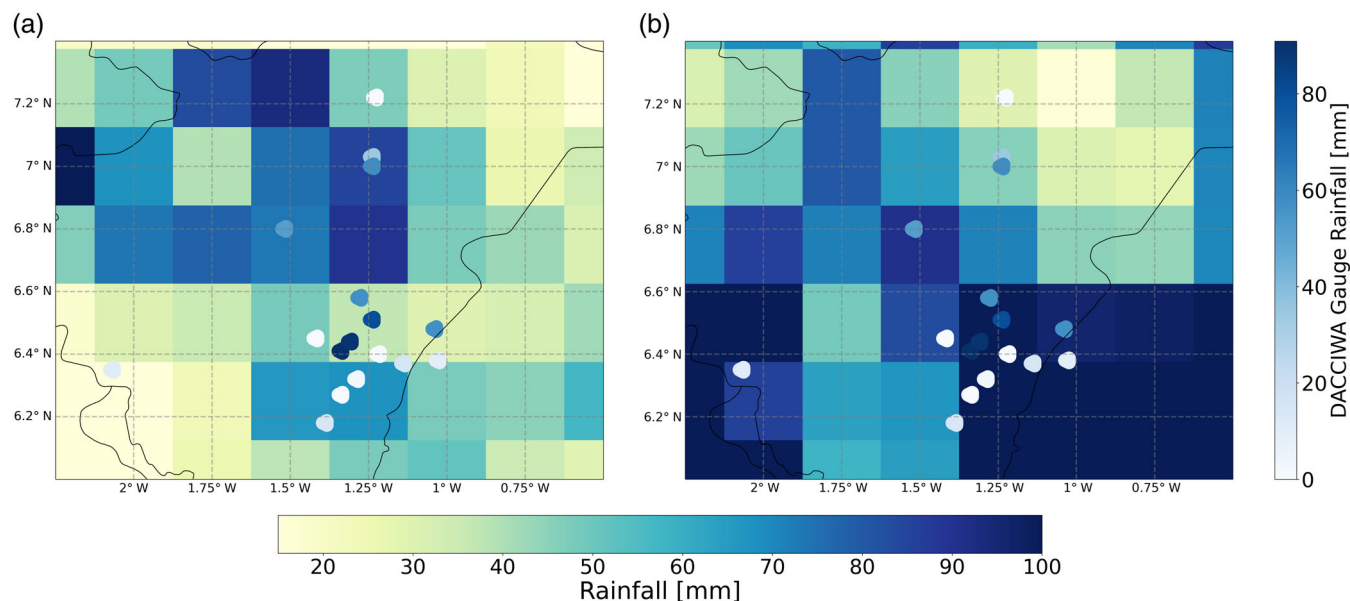 (a)
(b)
7.2° N
7° N
6.8° N
6.6° N
6.4° N
6.2° N
2° W
1.75° W
1.5° W
1.25° W
1° W
0.75° W
7.2° N
7° N
6.8° N
6.6° N
6.4° N
6.2° N
2° W
1.75° W
1.5° W
1.25° W
1° W
0.75° W
80
60
40
20
0
DACCIWA Gauge Rainfall [mm]
20 30 40 50 60 70 80 90 100
Rainfall [mm]